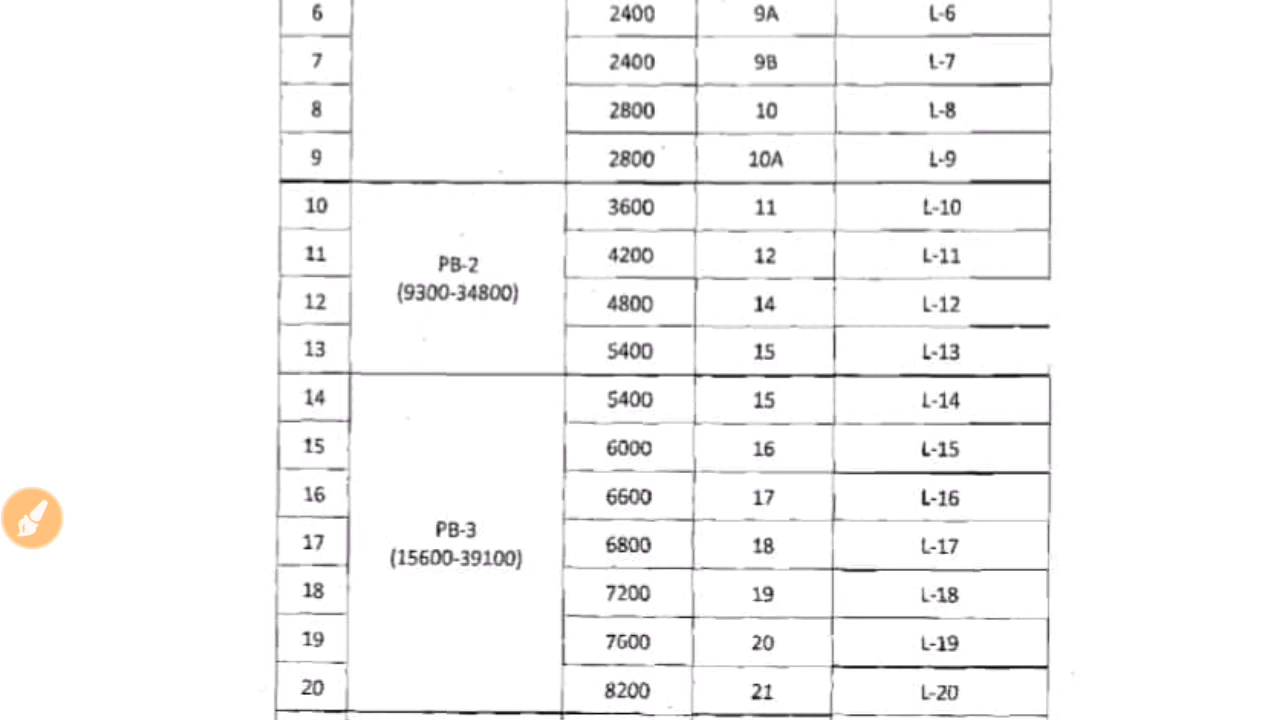 6 2400 9A L-6
7 2400 9B L-7
8 2800 10 L-8
9 2800 10A L-9
10 3600 11 L-10
11 4200 12 L-11
PB-2
(9300-34800)
12 4800 14 L-12
13 5400 15 L-13
14 5400 15 L-14
15 6000 16 L-15
16 6600 17 L-16
17 6800 18 L-17
PB-3
(15600-39100)
18 7200 19 L-18
19 7600 20 L-19
20 8200 21 L-20